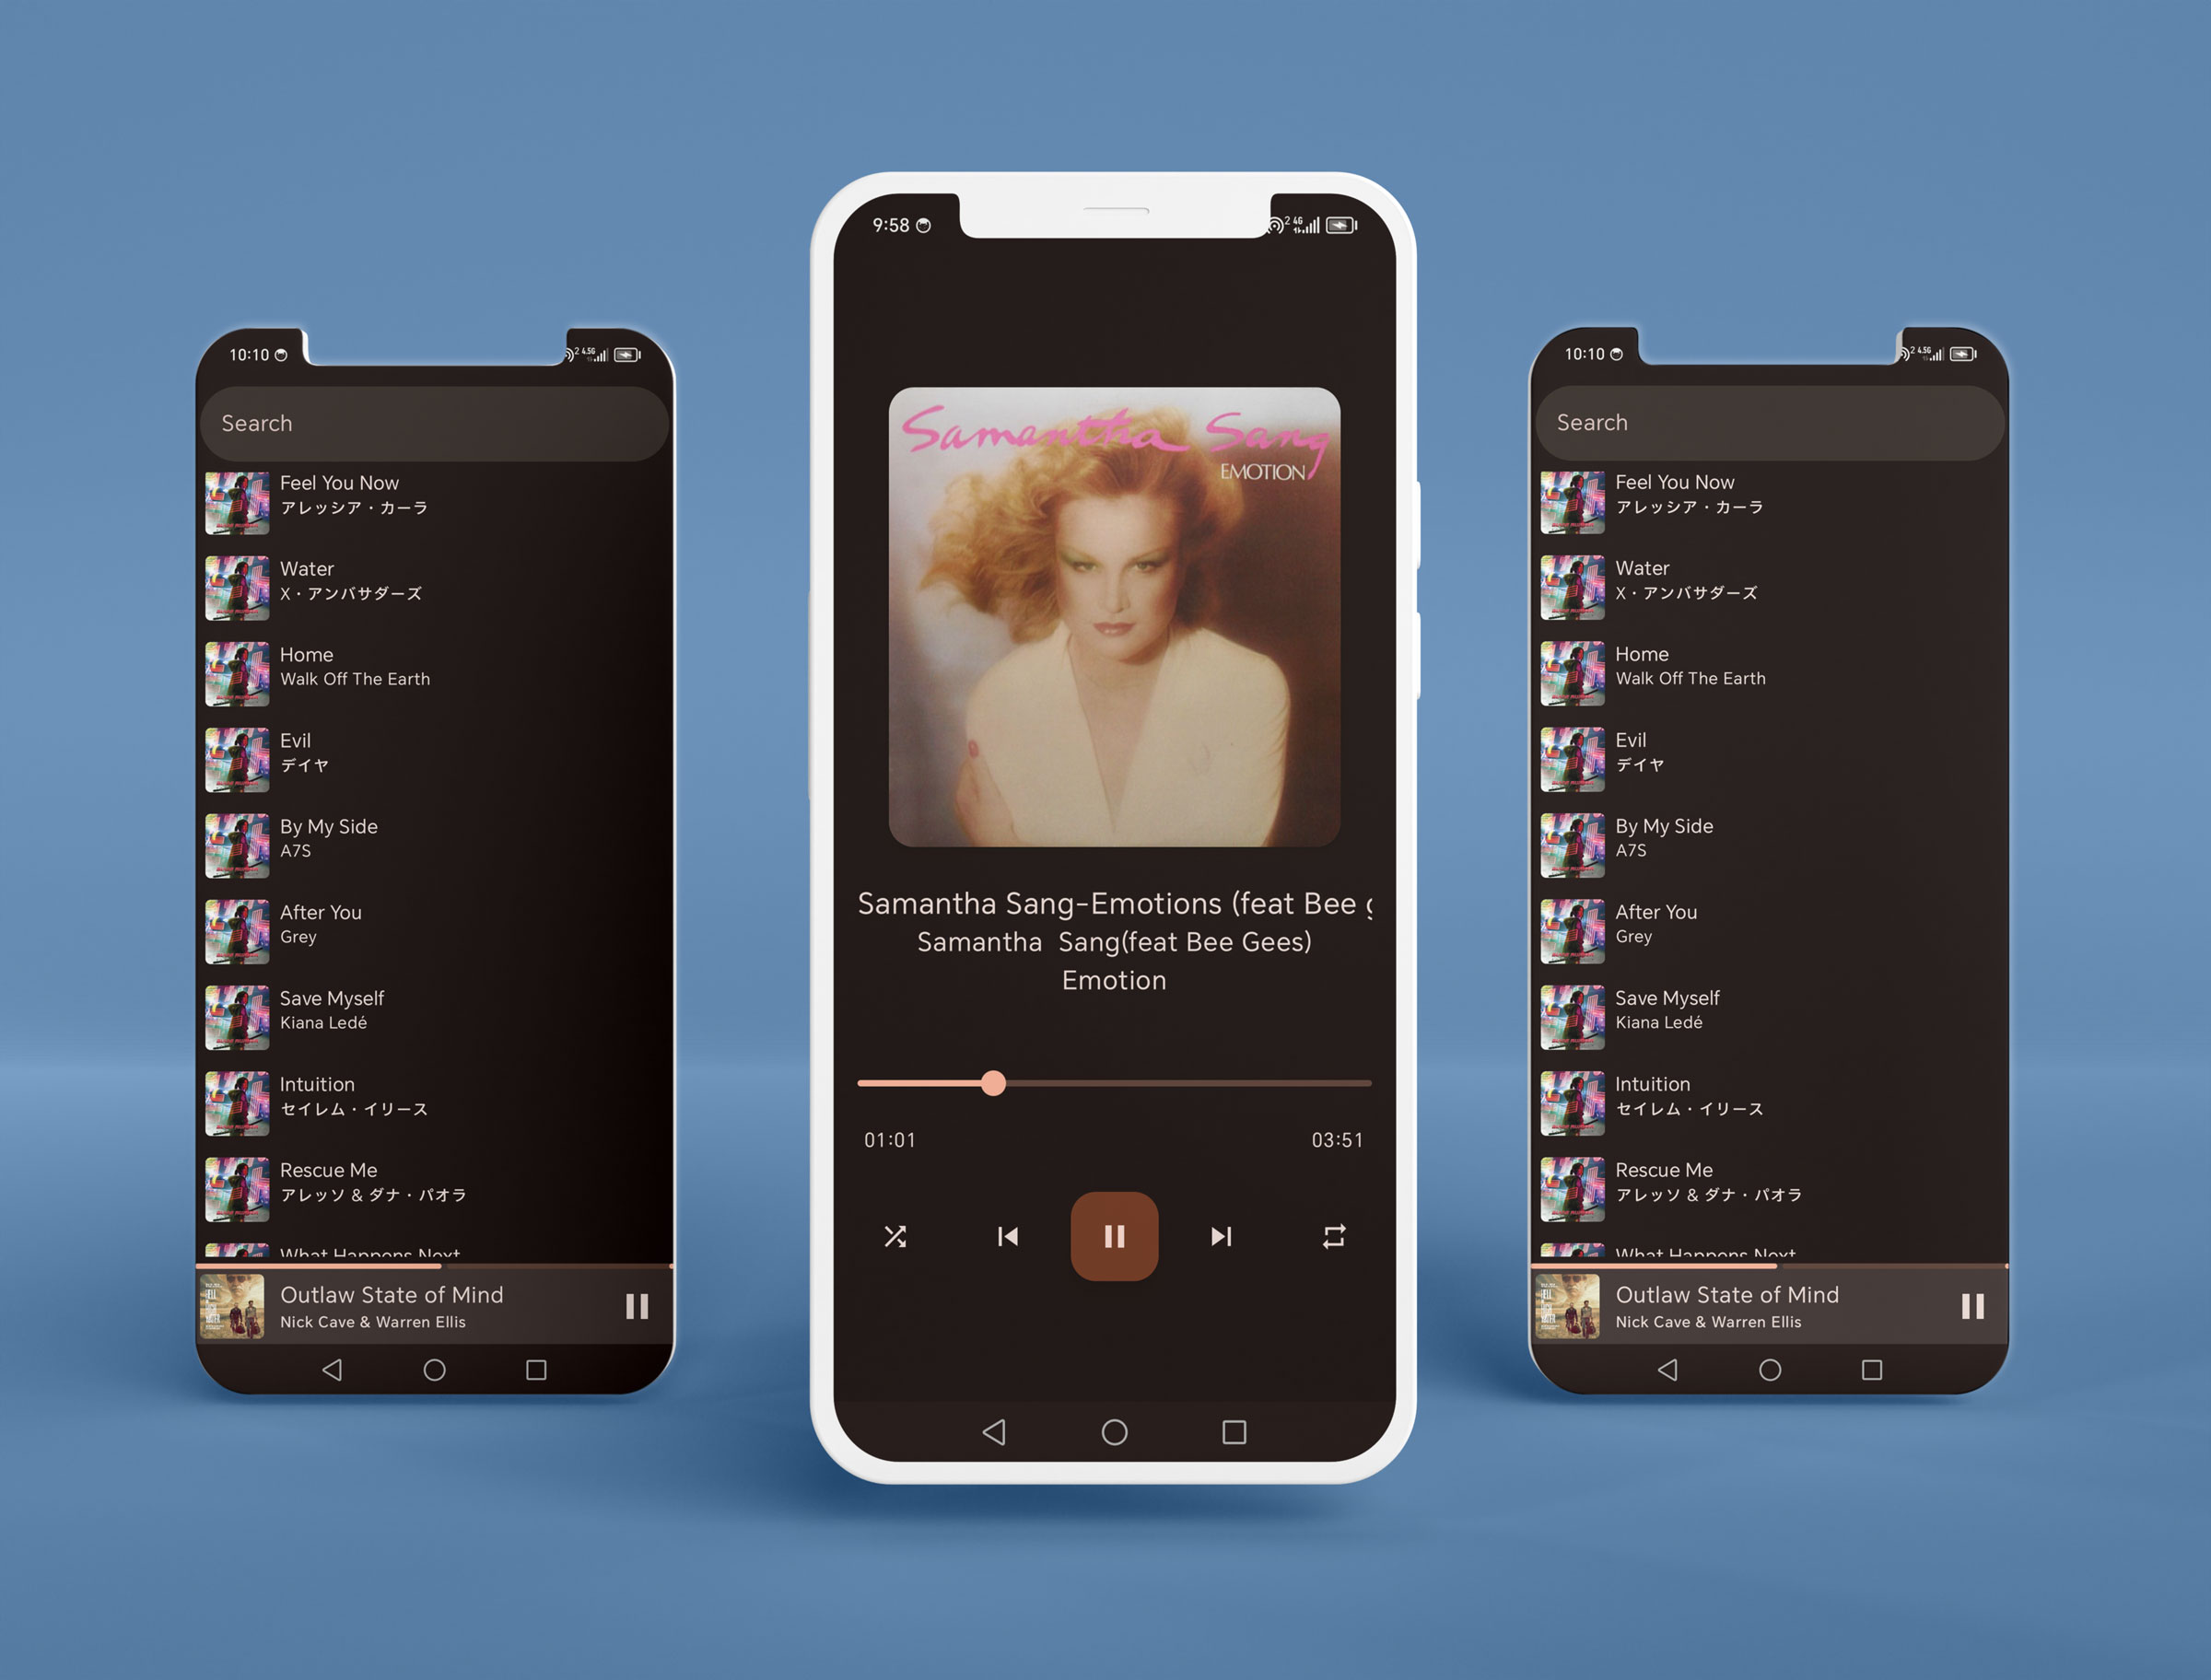 10:10
2 4.5G
Search
Feel You Now
アレッシア・カーラ
Water
X・アンバサダーズ
Home
Walk Off The Earth
Evil
デイヤ
By My Side
A7S
After You
Grey
Save Myself
Kiana Ledé
Intuition
セイレム・イリース
Rescue Me
アレッソ & ダナ・パオラ
What Happens Next
Outlaw State of Mind
Nick Cave & Warren Ellis
9:58
2 4G
Samantha Sang
EMOTION
Samantha Sang-Emotions (feat Bee
Samantha Sang(feat Bee Gees)
Emotion
01:01
03:51
10:10
2 4.5G
Search
Feel You Now
アレッシア・カーラ
Water
X・アンバサダーズ
Home
Walk Off The Earth
Evil
デイヤ
By My Side
A7S
After You
Grey
Save Myself
Kiana Ledé
Intuition
セイレム・イリース
Rescue Me
アレッソ & ダナ・パオラ
What Happens Next
Outlaw State of Mind
Nick Cave & Warren Ellis